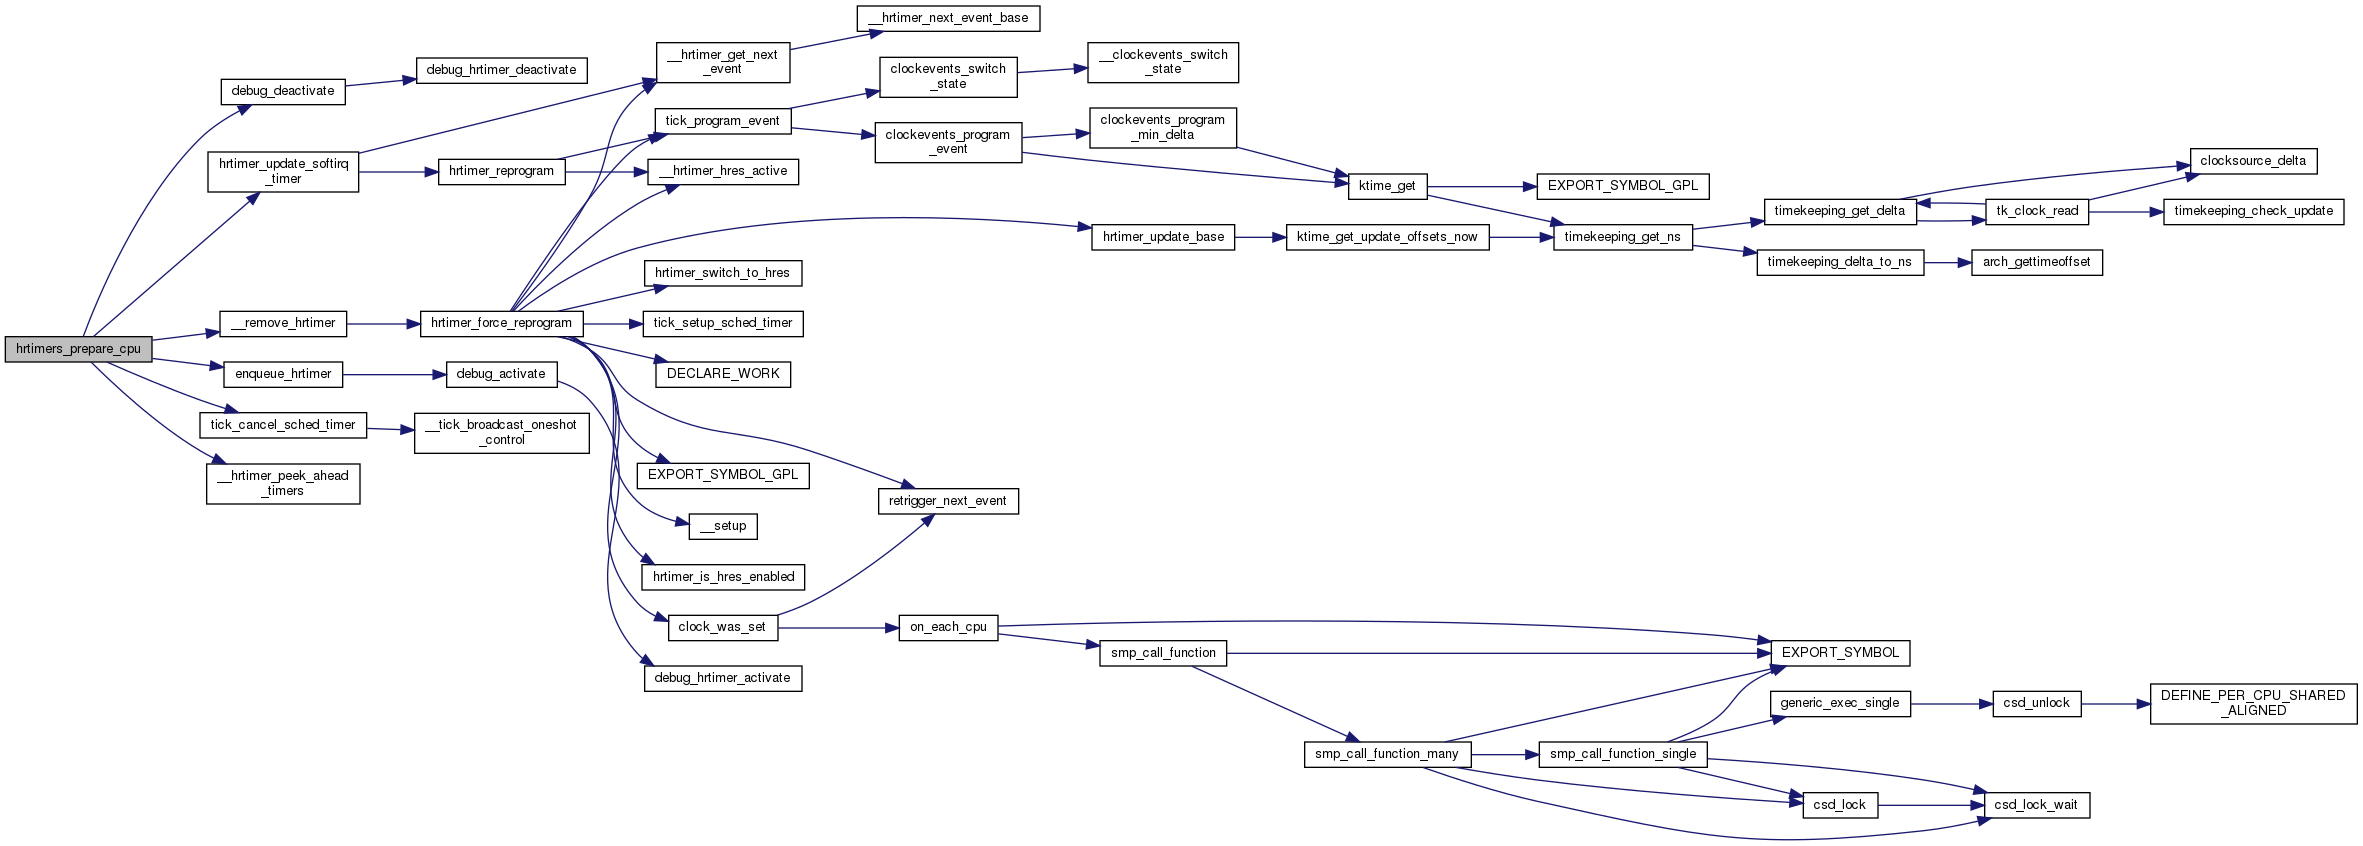 __hrtimer_next_event_base
__hrtimer_get_next
_event
clockevents_switch
_state
__clockevents_switch
_state
debug_hrtimer_deactivate
debug_deactivate
tick_program_event
clockevents_program
_event
clockevents_program
_min_delta
hrtimer_update_softirq
_timer
hrtimer_reprogram
__hrtimer_hres_active
ktime_get
EXPORT_SYMBOL_GPL
clocksource_delta
timekeeping_get_delta
tk_clock_read
timekeeping_check_update
hrtimer_update_base
ktime_get_update_offsets_now
timekeeping_get_ns
timekeeping_delta_to_ns
arch_gettimeoffset
hrtimer_switch_to_hres
__remove_hrtimer
hrtimer_force_reprogram
tick_setup_sched_timer
hrtimers_prepare_cpu
enqueue_hrtimer
debug_activate
DECLARE_WORK
tick_cancel_sched_timer
__tick_broadcast_oneshot
_control
__hrtimer_peek_ahead
_timers
EXPORT_SYMBOL_GPL
retrigger_next_event
__setup
hrtimer_is_hres_enabled
clock_was_set
on_each_cpu
smp_call_function
EXPORT_SYMBOL
debug_hrtimer_activate
generic_exec_single
csd_unlock
DEFINE_PER_CPU_SHARED
_ALIGNED
smp_call_function_many
smp_call_function_single
csd_lock
csd_lock_wait